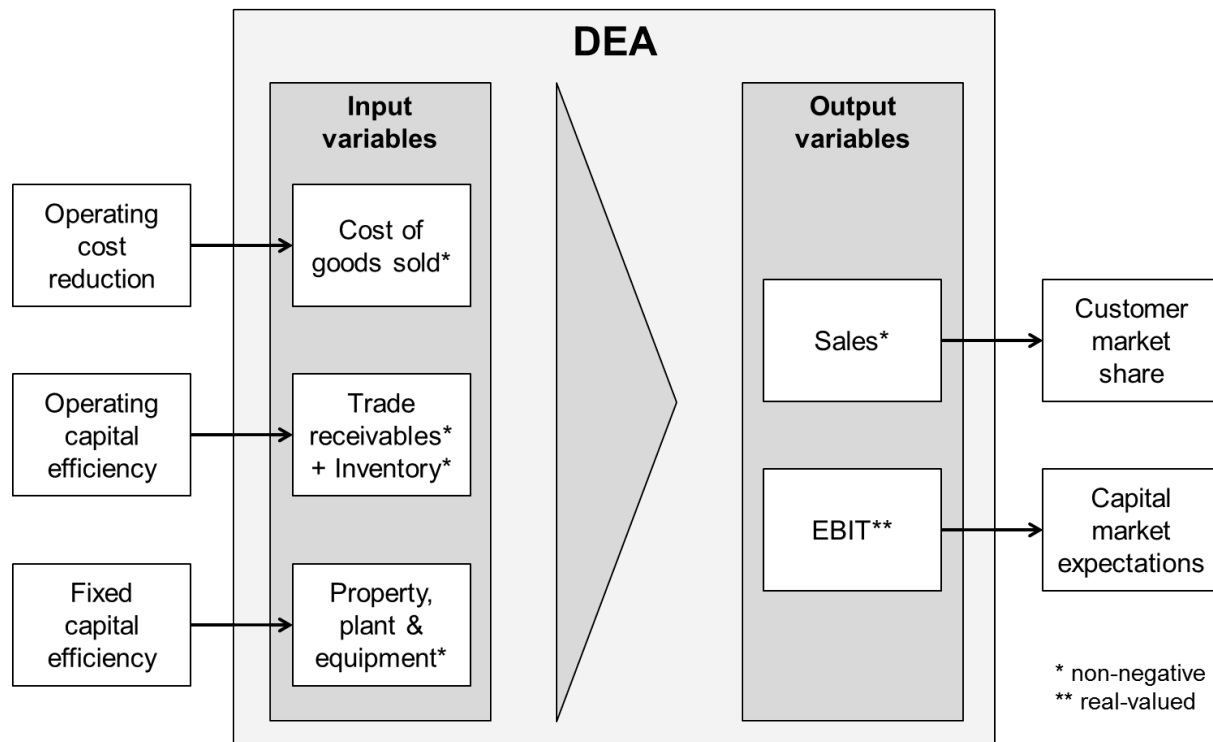 DEA
Input
variables
Output
variables
Operating
cost
reduction
Cost of
goods sold*
Operating
capital
efficiency
Trade
receivables*
+ Inventory*
Fixed
capital
efficiency
Property,
plant &
equipment*
Sales*
Customer
market
share
EBIT**
Capital
market
expectations
* non-negative
** real-valued